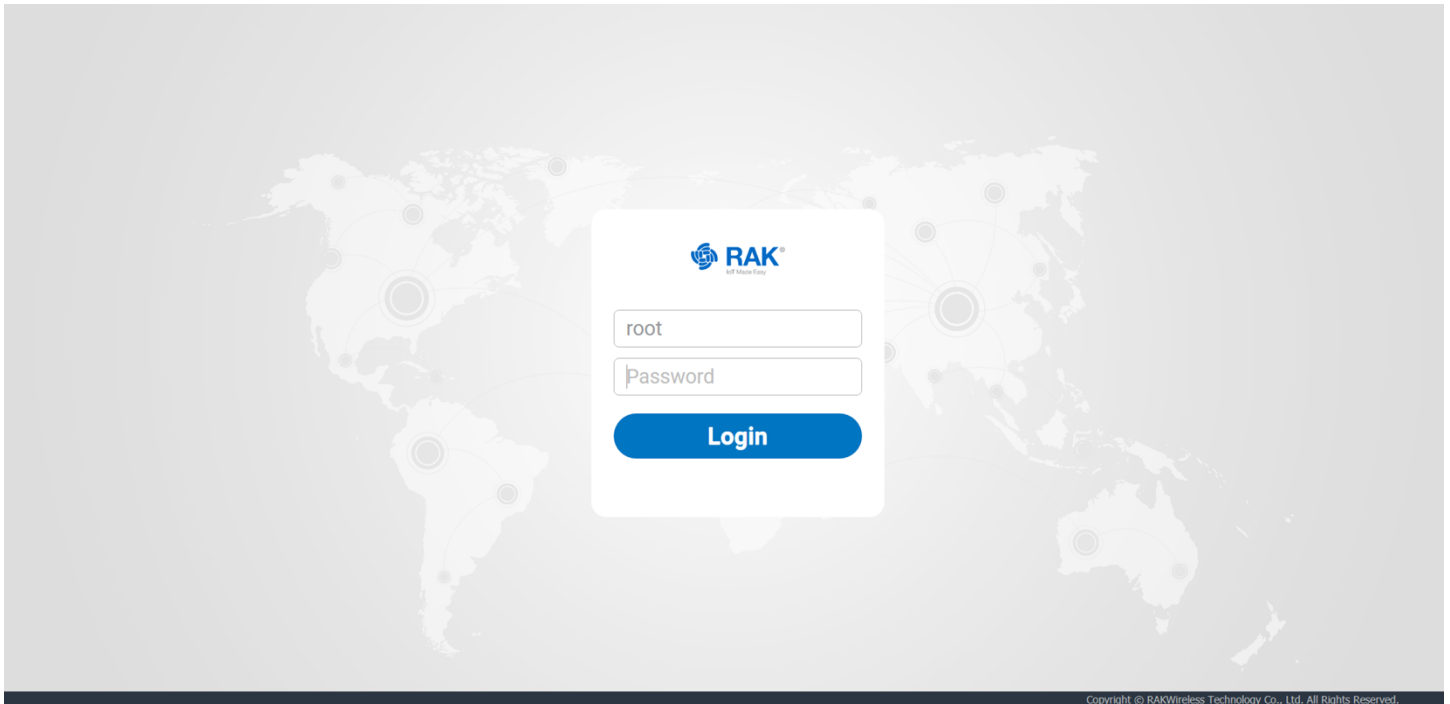 RAK®
IoT Made Easy
root
Password
Login
Copyright © RAKWireless Technology Co., Ltd. All Rights Reserved.